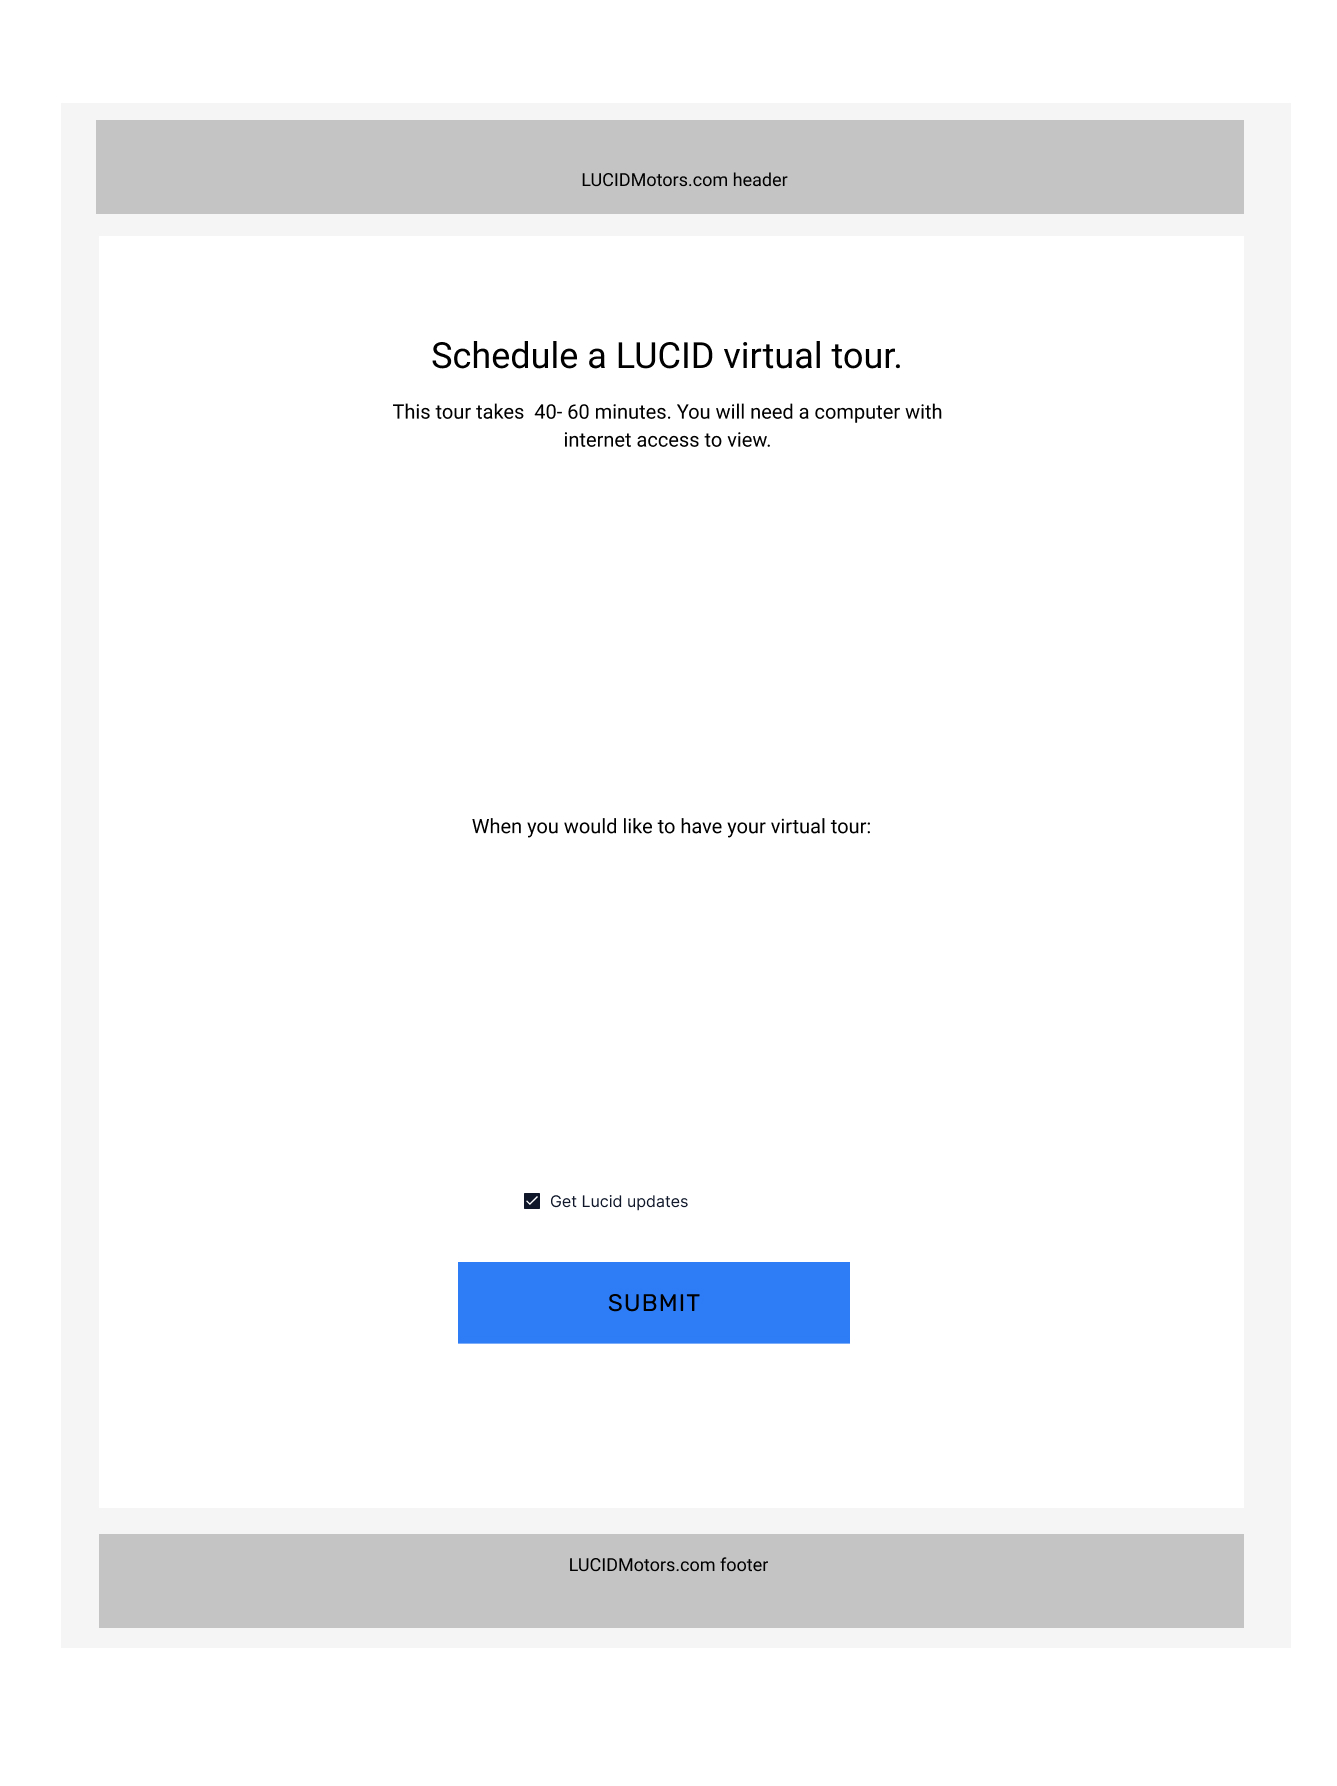 LUCIDMotors.com header
Schedule a LUCID virtual tour.
This tour takes  40- 60 minutes. You will need a computer with
internet access to view.
When you would like to have your virtual tour:
Get Lucid updates
SUBMIT
LUCIDMotors.com footer